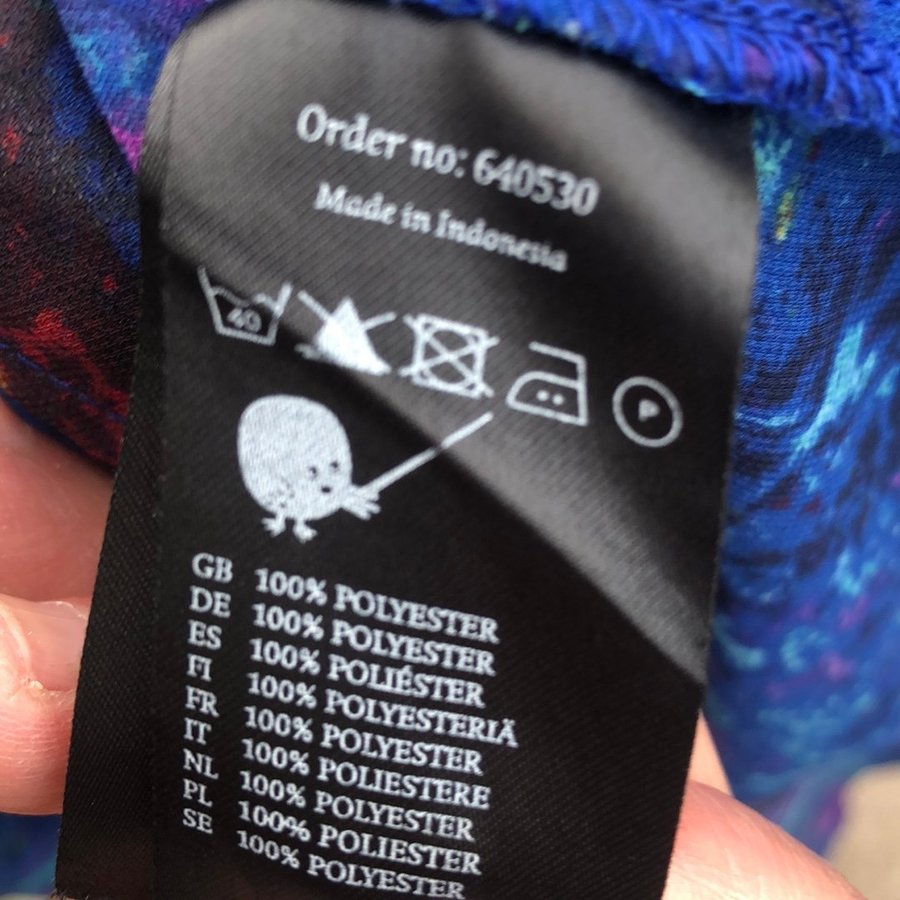 Order no: 640530
Made in Indonesia
40
P
GB 100% POLYESTER
DE 100% POLYESTER
ES 100% POLIÉSTER
FI 100% POLYESTERIÄ
FR 100% POLYESTER
IT 100% POLIESTERE
NL 100% POLYESTER
PL 100% POLIESTER
SE 100% POLYESTER